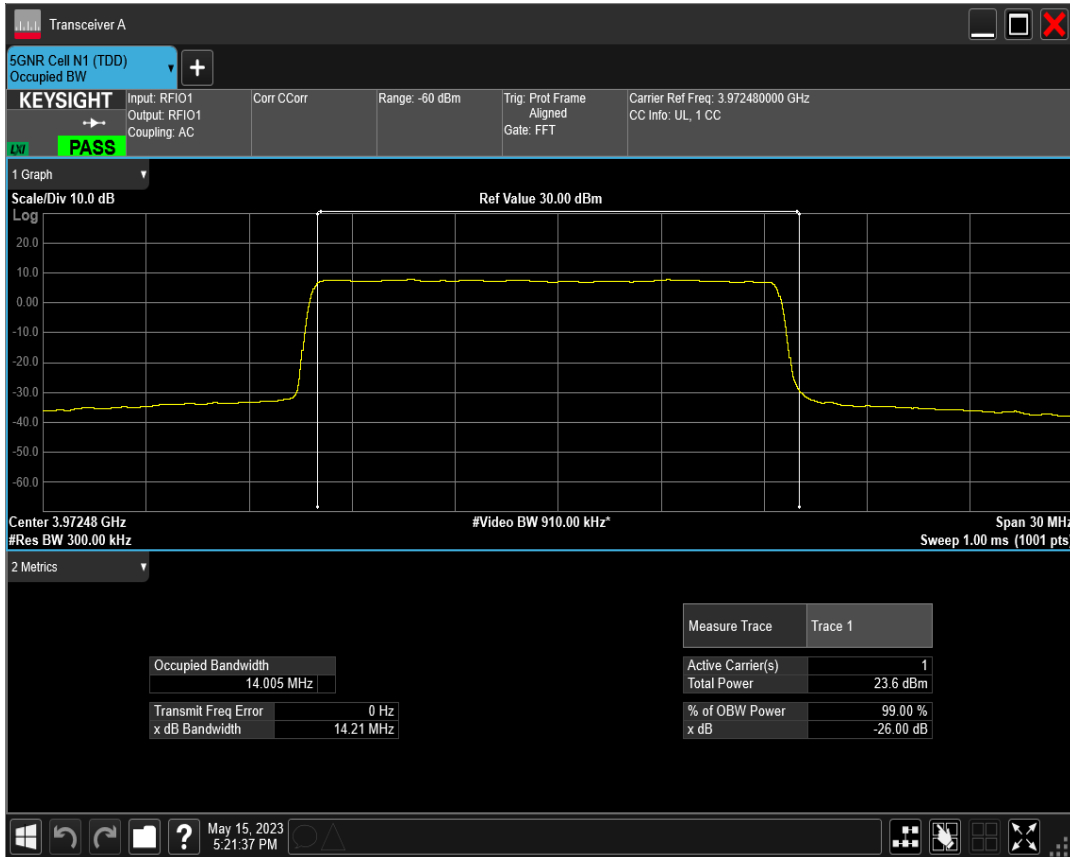 Transceiver A
5GNR Cell N1 (TDD)
Occupied BW
+
KEYSIGHT
LXI
PASS
Input: RFIO1
Output: RFIO1
Coupling: AC
Corr CCorr
Range: -60 dBm
Trig: Prot Frame
Aligned
Gate: FFT
Carrier Ref Freq: 3.972480000 GHz
CC Info: UL, 1 CC
1 Graph
Scale/Div 10.0 dB
Ref Value 30.00 dBm
Log
20.0
10.0
0.00
-10.0
-20.0
-30.0
-40.0
-50.0
-60.0
Center 3.97248 GHz
#Video BW 910.00 kHz*
Span 30 MHz
#Res BW 300.00 kHz
Sweep 1.00 ms (1001 pts)
2 Metrics
Measure Trace Trace 1
Occupied Bandwidth
14.005 MHz
Active Carrier(s) 1
Total Power 23.6 dBm
Transmit Freq Error 0 Hz
x dB Bandwidth 14.21 MHz
% of OBW Power 99.00 %
x dB -26.00 dB
?
May 15, 2023
5:21:37 PM